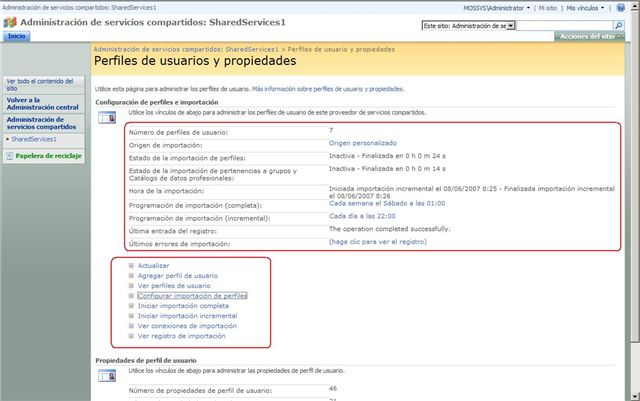 Administración de servicios compartidos: SharedServices1
MOSSVS\Administrator
Mi sitio
Mis vínculos
Administración de servicios compartidos: SharedServices1
Este sitio: Administración de se
Inicio
Acciones del sitio
Administración de servicios compartidos: SharedServices1 > Perfiles de usuario y propiedades
Perfiles de usuarios y propiedades
Ver todo el contenido del
sitio
Volver a la
Administración central
Administración de
servicios compartidos
SharedServices1
Papelera de reciclaje
Utilice esta página para administrar los perfiles de usuario. Más información sobre perfiles de usuario y propiedades.
Configuración de perfiles e importación
Utilice los vínculos de abajo para administrar los perfiles de usuario de este proveedor de servicios compartidos.
Número de perfiles de usuario: 7
Origen de importación: Origen personalizado
Estado de la importación de perfiles: Inactiva - Finalizada en 0 h 0 m 24 s
Estado de la importación de pertenencias a grupos y Inactiva - Finalizada en 0 h 0 m 14 s
Catálogo de datos profesionales:
Hora de la importación: Iniciada importación incremental el 08/06/2007 8:25 - Finalizada importación incremental
el 08/06/2007 8:26
Programación de importación (completa): Cada semana el Sábado a las 01:00
Programación de importación (incremental): Cada día a las 22:00
Última entrada del registro: The operation completed successfully.
Últimos errores de importación: (haga clic para ver el registro)
Actualizar
Agregar perfil de usuario
Ver perfiles de usuario
Configurar importación de perfiles
Iniciar importación completa
Iniciar importación incremental
Ver conexiones de importación
Ver registro de importación
Propiedades de perfil de usuario
Utilice los vínculos de abajo para administrar las propiedades de perfil de usuario.
Número de propiedades de perfil de usuario: 46